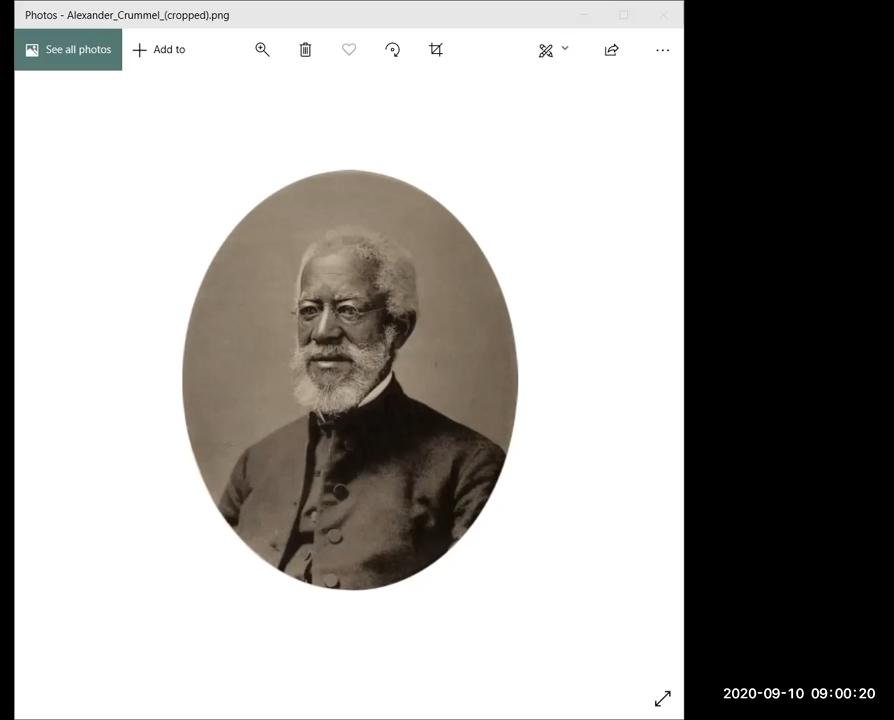 Photos - Alexander_Crummel_(cropped).png
See all photos
Add to
2020-09-10 09:00:20